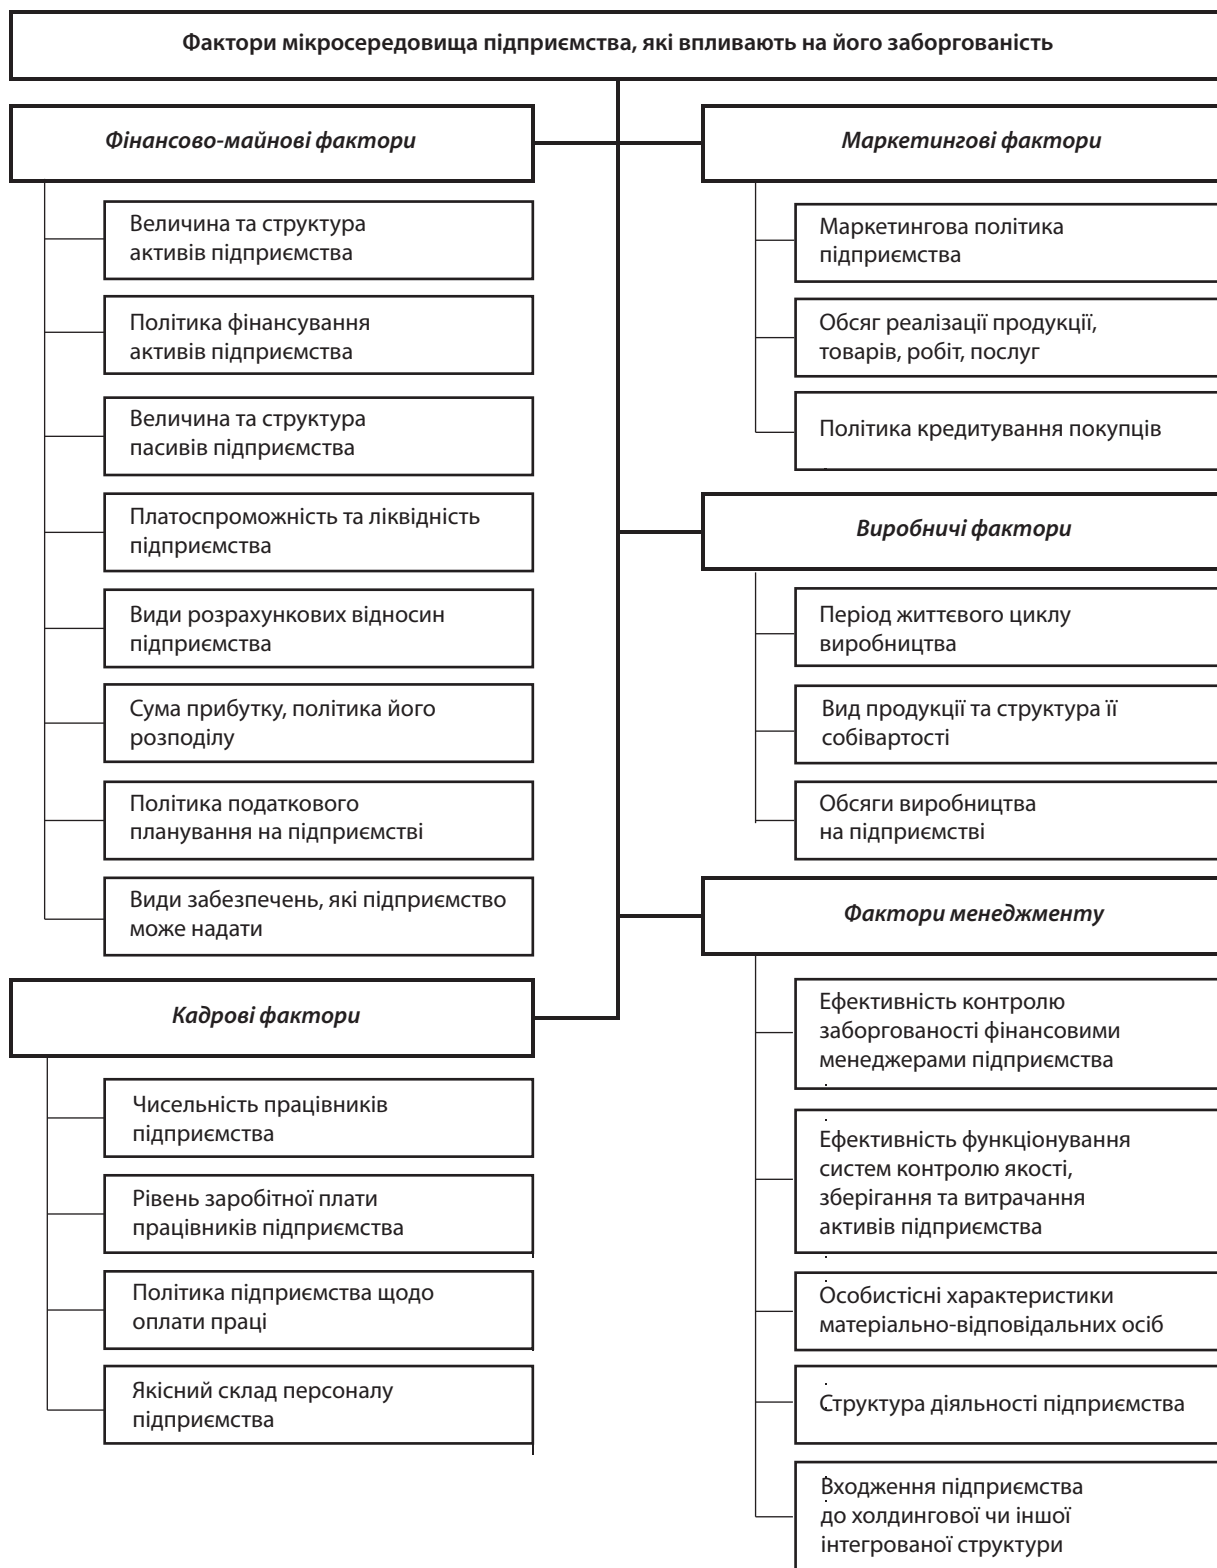 Фактори мікросередовища підприємства, які впливають на його заборгованість
Фінансово-майнові фактори
Величина та структура
активів підприємства
Політика фінансування
активів підприємства
Величина та структура
пасивів підприємства
Платоспроможність та ліквідність
підприємства
Види розрахункових відносин
підприємства
Сума прибутку, політика його
розподілу
Політика податкового
планування на підприємстві
Види забезпечень, які підприємство
може надати
Кадрові фактори
Чисельність працівників
підприємства
Рівень заробітної плати
працівників підприємства
Політика підприємства щодо
оплати праці
Якісний склад персоналу
підприємства
Маркетингові фактори
Маркетингова політика
підприємства
Обсяг реалізації продукції,
товарів, робіт, послуг
Політика кредитування покупців
Виробничі фактори
Період життєвого циклу
виробництва
Вид продукції та структура її
собівартості
Обсяги виробництва
на підприємстві
Фактори менеджменту
Ефективність контролю
заборгованості фінансовими
менеджерами підприємства
Ефективність функціонування
систем контролю якості,
зберігання та витрачання
активів підприємства
Особистісні характеристики
матеріально-відповідальних осіб
Структура діяльності підприємства
Входження підприємства
до холдингової чи іншої
інтегрованої структури